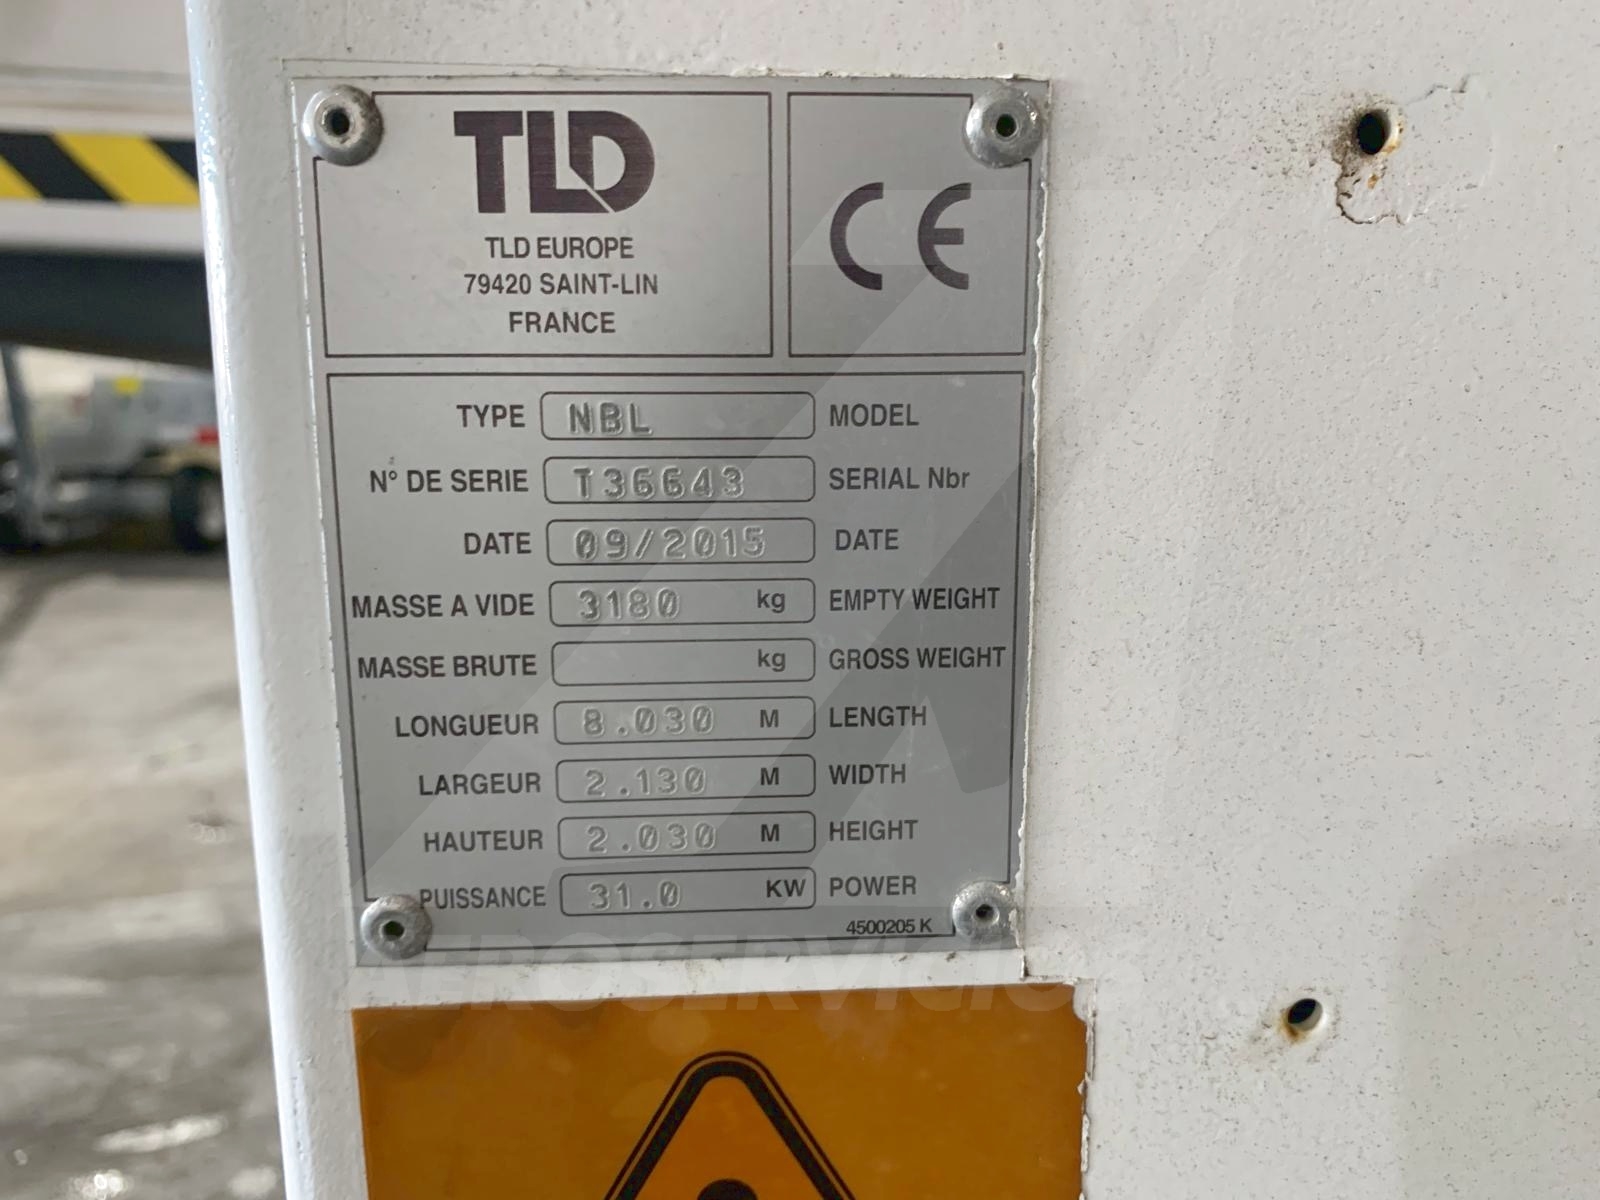 TLD
TLD EUROPE
79420 SAINT-LIN
FRANCE
CE
TYPE NBL MODEL
N° DE SERIE T36643 SERIAL Nbr
DATE 09/2015 DATE
MASSE A VIDE 3180 kg EMPTY WEIGHT
MASSE BRUTE kg GROSS WEIGHT
LONGUEUR 8.030 M LENGTH
LARGEUR 2.130 M WIDTH
HAUTEUR 2.030 M HEIGHT
PUISSANCE 31.0 KW POWER
4500205 K
AEROSERVICIOS